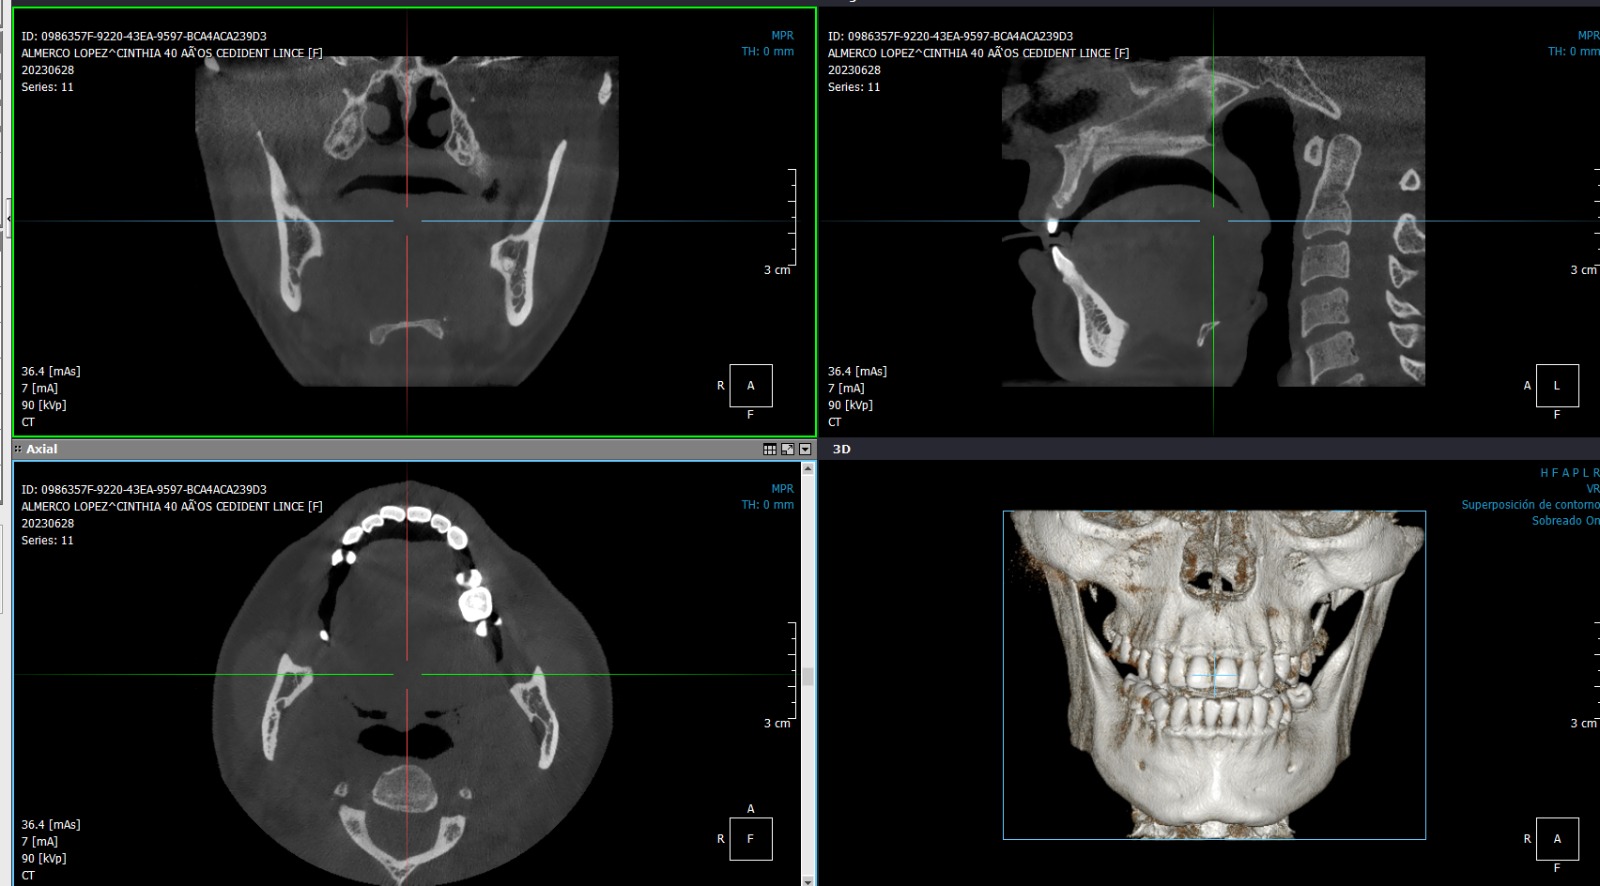 ID: 0986357F-9220-43EA-9597-BCA4ACA239D3
ALMERCO LOPEZ^CINTHIA 40 AÃ'OS CEDIDENT LINCE [F]
20230628
Series: 11
MPR
TH: 0 mm
3 cm
36.4 [mAs]
7 [mA]
90 [kVp]
CT
R
A
F
ID: 0986357F-9220-43EA-9597-BCA4ACA239D3
ALMERCO LOPEZ^CINTHIA 40 AÃ'OS CEDIDENT LINCE [F]
20230628
Series: 11
MPR
TH: 0 mm
3 cm
36.4 [mAs]
7 [mA]
90 [kVp]
CT
A
L
F
Axial
ID: 0986357F-9220-43EA-9597-BCA4ACA239D3
ALMERCO LOPEZ^CINTHIA 40 AÃ'OS CEDIDENT LINCE [F]
20230628
Series: 11
MPR
TH: 0 mm
3 cm
36.4 [mAs]
7 [mA]
90 [kVp]
CT
A
R
F
3D
H F A P L R
VR
Superposición de contorno
Sobreado On
3 cm
R
A
F